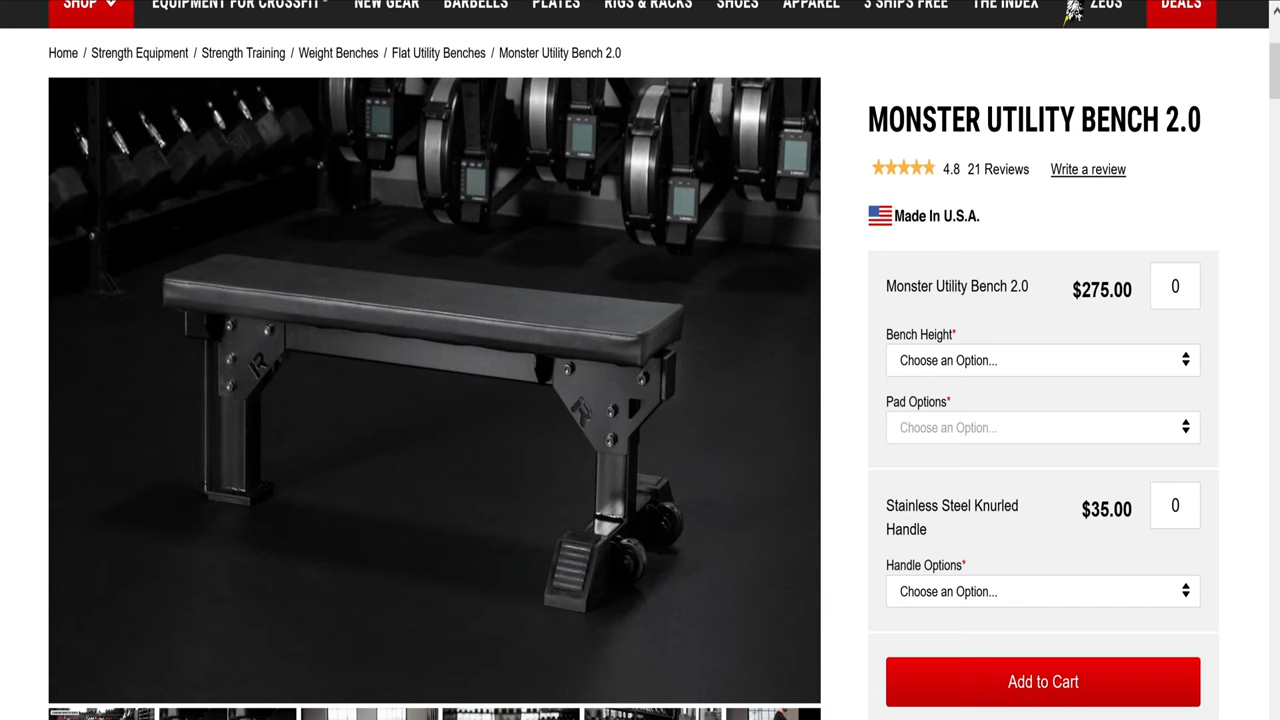 SHOP EQUIPMENT FOR CROSSFIT® NEW GEAR BARBELLS PLATES RIGS & RACKS SHOES APPAREL 3 SHIPS FREE THE INDEX ZEUS DEALS
Home / Strength Equipment / Strength Training / Weight Benches / Flat Utility Benches / Monster Utility Bench 2.0
MONSTER UTILITY BENCH 2.0
4.8 21 Reviews Write a review
Made In U.S.A.
Monster Utility Bench 2.0 $275.00 0
Bench Height*
Choose an Option...
Pad Options*
Choose an Option...
Stainless Steel Knurled
Handle
$35.00 0
Handle Options*
Choose an Option...
Add to Cart